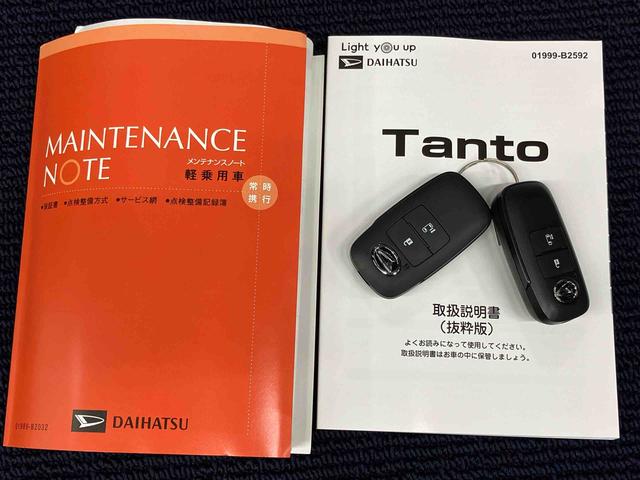 MAINTENANCE
NOTE
メンテナンスノート
軽乗用車
常時
携行
•保証書 •点検整備方式 •サービス網 •点検整備記録簿
01999-B2032
DAIHATSU
Light you up
DAIHATSU
01999-B2592
Tanto
取扱説明書
(抜粋版)
よくお読みになって使用してください。
取扱説明書はお車の中に保管しましょう。